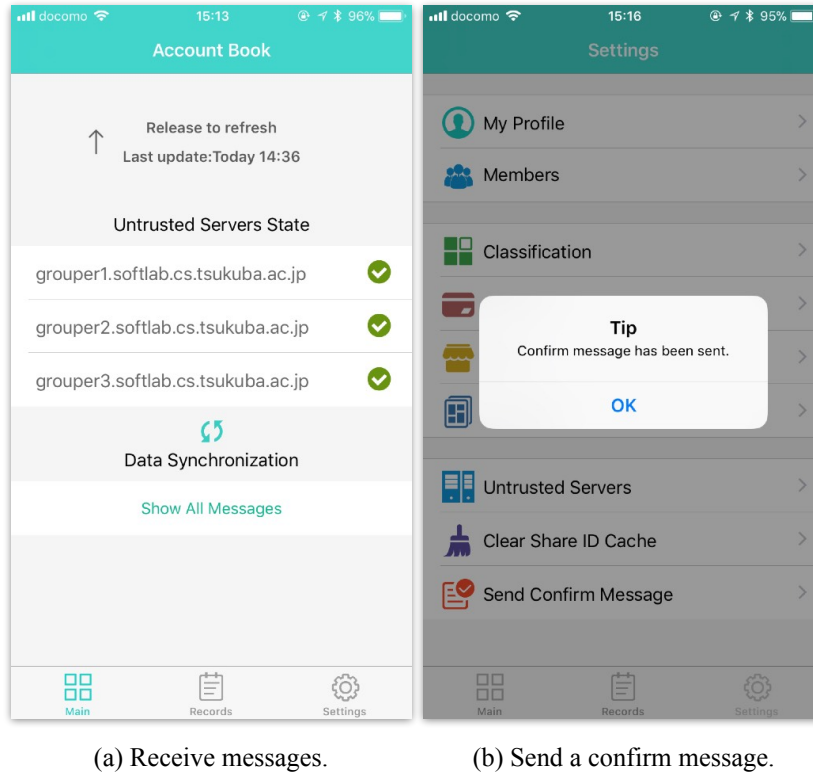 docomo 15:13 96%
Account Book
Release to refresh
Last update:Today 14:36
Untrusted Servers State
grouper1.softlab.cs.tsukuba.ac.jp
grouper2.softlab.cs.tsukuba.ac.jp
grouper3.softlab.cs.tsukuba.ac.jp
Data Synchronization
Show All Messages
Main Records Settings
(a) Receive messages.
docomo 15:16 95%
Settings
My Profile
Members
Classification
Tip
Confirm message has been sent.
OK
Untrusted Servers
Clear Share ID Cache
Send Confirm Message
Main Records Settings
(b) Send a confirm message.